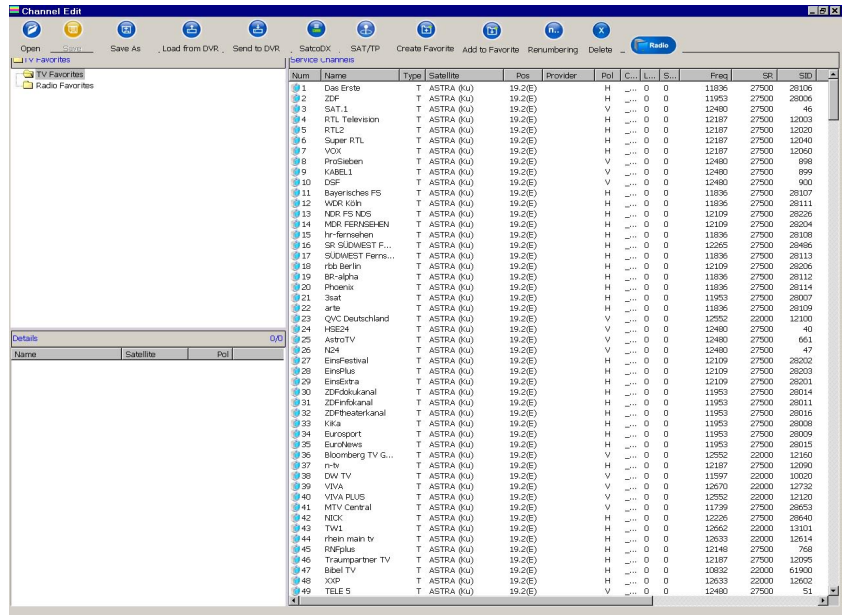 Channel Edit
Open Save Save As Load from DVR Send to DVR SatcoDX SAT/TP Create Favorite Add to Favorite Renumbering Delete Radio
TV Favorites
TV Favorites
Radio Favorites
Details 0/0
Name Satellite Pol
Service Channels
Num Name Type Satellite Pos Provider Pol C... L... S... Freq SR SID
1 Das Erste T ASTRA (Ku) 19.2(E) H _... 0 0 11836 27500 28106
2 ZDF T ASTRA (Ku) 19.2(E) H _... 0 0 11953 27500 28006
3 SAT.1 T ASTRA (Ku) 19.2(E) V _... 0 0 12480 27500 46
4 RTL Television T ASTRA (Ku) 19.2(E) H _... 0 0 12187 27500 12003
5 RTL2 T ASTRA (Ku) 19.2(E) H _... 0 0 12187 27500 12020
6 Super RTL T ASTRA (Ku) 19.2(E) H _... 0 0 12187 27500 12040
7 VOX T ASTRA (Ku) 19.2(E) H _... 0 0 12187 27500 12060
8 ProSieben T ASTRA (Ku) 19.2(E) V _... 0 0 12480 27500 898
9 KABEL1 T ASTRA (Ku) 19.2(E) V _... 0 0 12480 27500 899
10 DSF T ASTRA (Ku) 19.2(E) V _... 0 0 12480 27500 900
11 Bayerisches FS T ASTRA (Ku) 19.2(E) H _... 0 0 11836 27500 28107
12 WDR Köln T ASTRA (Ku) 19.2(E) H _... 0 0 11836 27500 28111
13 NDR FS NDS T ASTRA (Ku) 19.2(E) H _... 0 0 12109 27500 28226
14 MDR FERNSEHEN T ASTRA (Ku) 19.2(E) H _... 0 0 12109 27500 28204
15 hr-fernsehen T ASTRA (Ku) 19.2(E) H _... 0 0 11836 27500 28108
16 SR SÜDWEST F... T ASTRA (Ku) 19.2(E) H _... 0 0 12265 27500 28486
17 SÜDWEST Ferns... T ASTRA (Ku) 19.2(E) H _... 0 0 11836 27500 28113
18 rbb Berlin T ASTRA (Ku) 19.2(E) H _... 0 0 12109 27500 28206
19 BR-alpha T ASTRA (Ku) 19.2(E) H _... 0 0 11836 27500 28112
20 Phoenix T ASTRA (Ku) 19.2(E) H _... 0 0 11836 27500 28114
21 3sat T ASTRA (Ku) 19.2(E) H _... 0 0 11953 27500 28007
22 arte T ASTRA (Ku) 19.2(E) H _... 0 0 11836 27500 28109
23 QVC Deutschland T ASTRA (Ku) 19.2(E) V _... 0 0 12552 22000 12100
24 HSE24 T ASTRA (Ku) 19.2(E) V _... 0 0 12480 27500 40
25 AstroTV T ASTRA (Ku) 19.2(E) V _... 0 0 12480 27500 661
26 N24 T ASTRA (Ku) 19.2(E) V _... 0 0 12480 27500 47
27 EinsFestival T ASTRA (Ku) 19.2(E) H _... 0 0 12109 27500 28202
28 EinsPlus T ASTRA (Ku) 19.2(E) H _... 0 0 12109 27500 28203
29 EinsExtra T ASTRA (Ku) 19.2(E) H _... 0 0 12109 27500 28201
30 ZDFdokukanal T ASTRA (Ku) 19.2(E) H _... 0 0 11953 27500 28014
31 ZDFinfokanal T ASTRA (Ku) 19.2(E) H _... 0 0 11953 27500 28011
32 ZDFtheaterkanal T ASTRA (Ku) 19.2(E) H _... 0 0 11953 27500 28016
33 KiKa T ASTRA (Ku) 19.2(E) H _... 0 0 11953 27500 28008
34 Eurosport T ASTRA (Ku) 19.2(E) H _... 0 0 11953 27500 28009
35 EuroNews T ASTRA (Ku) 19.2(E) H _... 0 0 11953 27500 28015
36 Bloomberg TV G... T ASTRA (Ku) 19.2(E) V _... 0 0 12552 22000 12160
37 n-tv T ASTRA (Ku) 19.2(E) H _... 0 0 12187 27500 12090
38 DW TV T ASTRA (Ku) 19.2(E) V _... 0 0 11597 22000 10020
39 VIVA T ASTRA (Ku) 19.2(E) V _... 0 0 12670 22000 12732
40 VIVA PLUS T ASTRA (Ku) 19.2(E) V _... 0 0 12552 22000 12120
41 MTV Central T ASTRA (Ku) 19.2(E) V _... 0 0 11739 27500 28653
42 NICK T ASTRA (Ku) 19.2(E) H _... 0 0 12226 27500 28640
43 TW1 T ASTRA (Ku) 19.2(E) H _... 0 0 12662 22000 13101
44 rhein main tv T ASTRA (Ku) 19.2(E) H _... 0 0 12633 22000 12614
45 RNFplus T ASTRA (Ku) 19.2(E) H _... 0 0 12148 27500 768
46 Traumpartner TV T ASTRA (Ku) 19.2(E) H _... 0 0 12187 27500 12095
47 Bibel TV T ASTRA (Ku) 19.2(E) H _... 0 0 10832 22000 61900
48 XXP T ASTRA (Ku) 19.2(E) H _... 0 0 12633 22000 12602
49 TELE 5 T ASTRA (Ku) 19.2(E) V _... 0 0 12480 27500 51